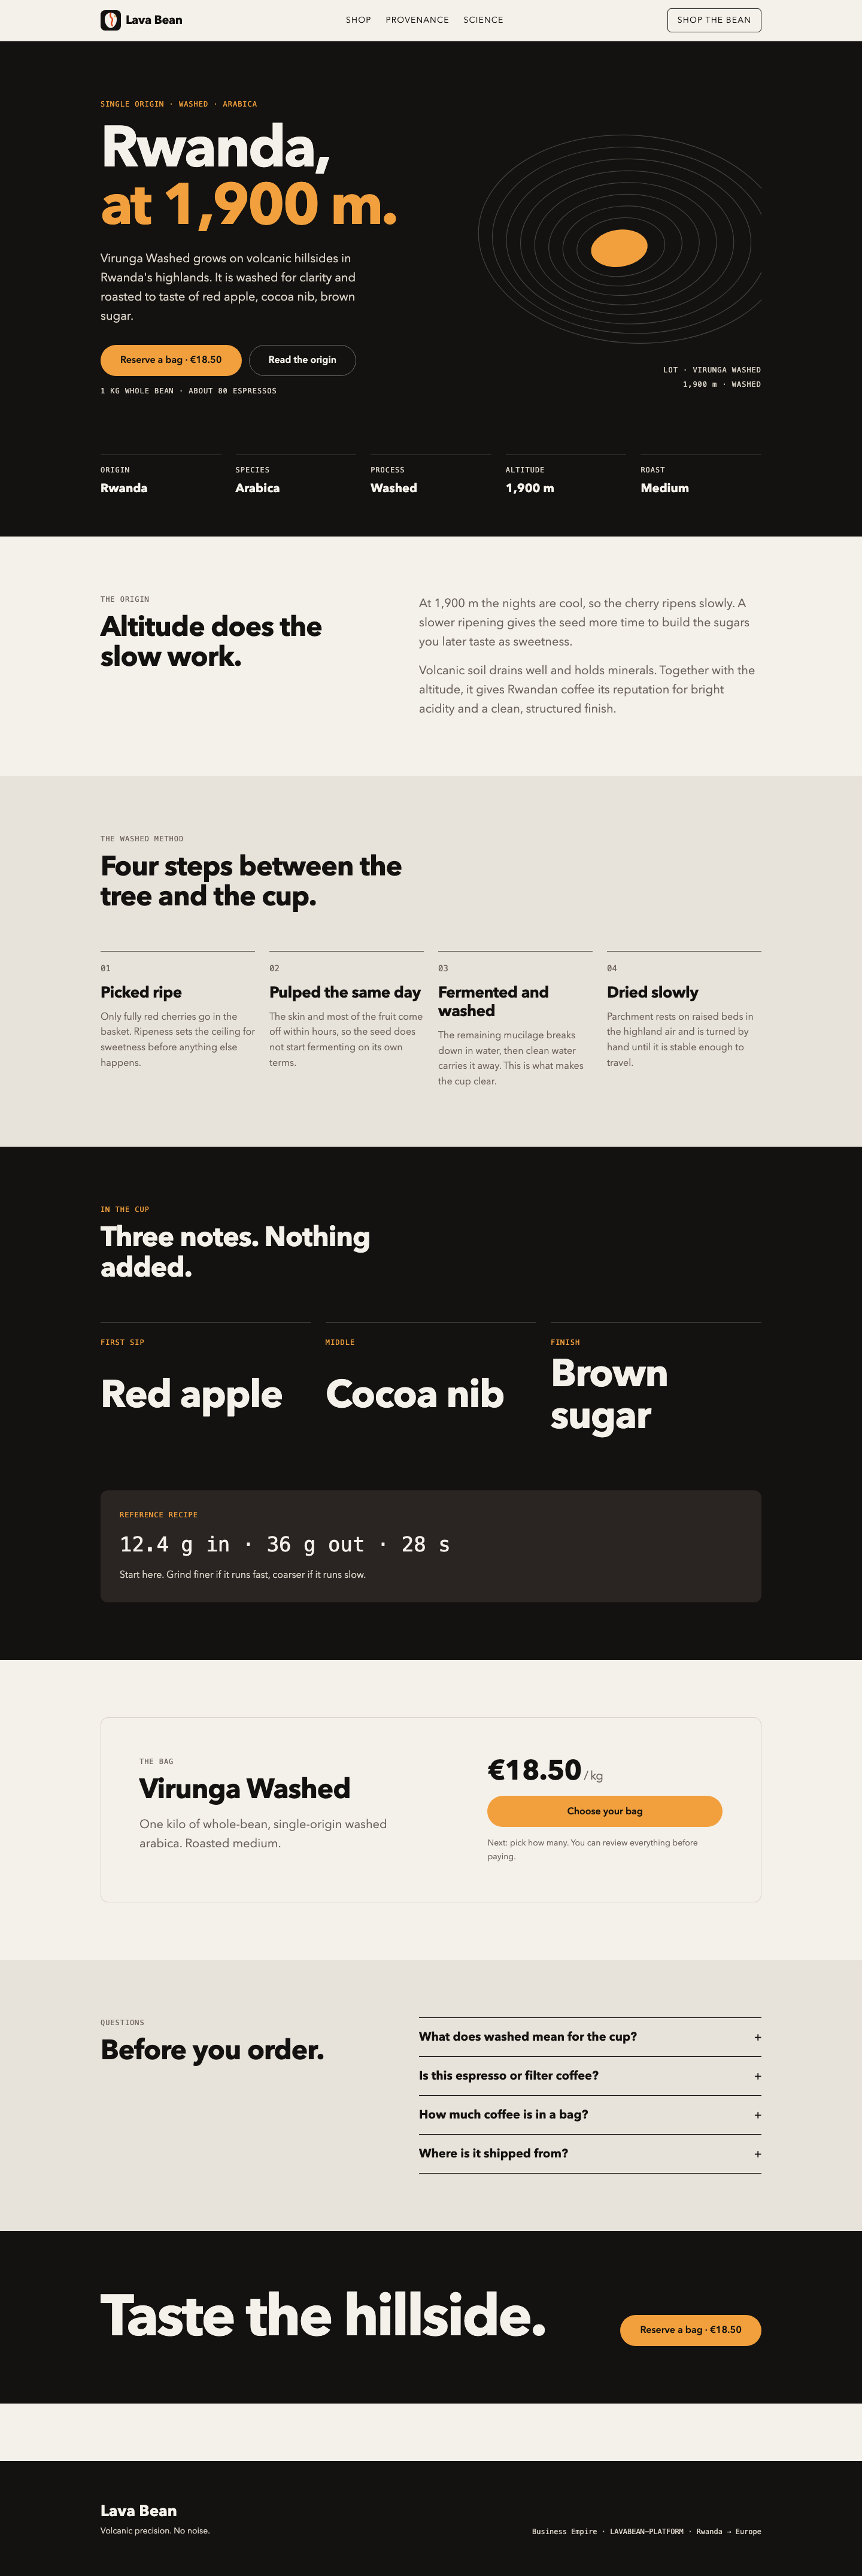 Lava Bean
SHOP PROVENANCE SCIENCE
SHOP THE BEAN
SINGLE ORIGIN · WASHED · ARABICA
Rwanda,
at 1,900 m.
Virunga Washed grows on volcanic hillsides in
Rwanda's highlands. It is washed for clarity and
roasted to taste of red apple, cocoa nib, brown
sugar.
Reserve a bag · €18.50
Read the origin
1 KG WHOLE BEAN · ABOUT 80 ESPRESSOS
LOT · VIRUNGA WASHED
1,900 m · WASHED
ORIGIN
Rwanda
SPECIES
Arabica
PROCESS
Washed
ALTITUDE
1,900 m
ROAST
Medium
THE ORIGIN
Altitude does the
slow work.
At 1,900 m the nights are cool, so the cherry ripens slowly. A
slower ripening gives the seed more time to build the sugars
you later taste as sweetness.
Volcanic soil drains well and holds minerals. Together with the
altitude, it gives Rwandan coffee its reputation for bright
acidity and a clean, structured finish.
THE WASHED METHOD
Four steps between the
tree and the cup.
01
Picked ripe
Only fully red cherries go in the
basket. Ripeness sets the ceiling for
sweetness before anything else
happens.
02
Pulped the same day
The skin and most of the fruit come
off within hours, so the seed does
not start fermenting on its own
terms.
03
Fermented and
washed
The remaining mucilage breaks
down in water, then clean water
carries it away. This is what makes
the cup clear.
04
Dried slowly
Parchment rests on raised beds in
the highland air and is turned by
hand until it is stable enough to
travel.
IN THE CUP
Three notes. Nothing
added.
FIRST SIP
Red apple
MIDDLE
Cocoa nib
FINISH
Brown
sugar
REFERENCE RECIPE
12.4 g in · 36 g out · 28 s
Start here. Grind finer if it runs fast, coarser if it runs slow.
THE BAG
Virunga Washed
One kilo of whole-bean, single-origin washed
arabica. Roasted medium.
€18.50 / kg
Choose your bag
Next: pick how many. You can review everything before
paying.
QUESTIONS
Before you order.
What does washed mean for the cup? +
Is this espresso or filter coffee? +
How much coffee is in a bag? +
Where is it shipped from? +
Taste the hillside.
Reserve a bag · €18.50
Lava Bean
Volcanic precision. No noise.
Business Empire · LAVABEAN-PLATFORM · Rwanda → Europe